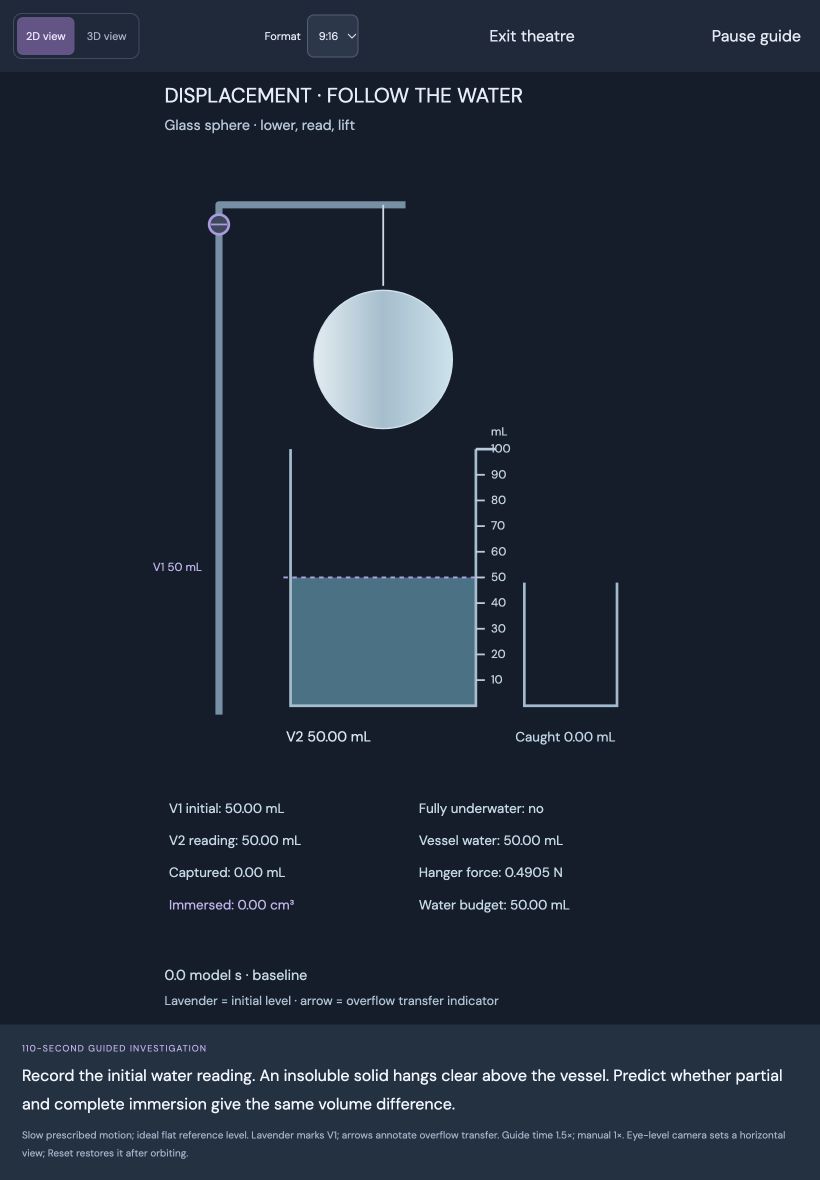 2D view 3D view Format 9:16 Exit theatre Pause guide
DISPLACEMENT · FOLLOW THE WATER
Glass sphere · lower, read, lift
mL
100
90
80
70
60
V1 50 mL
50
40
30
20
10
V2 50.00 mL Caught 0.00 mL
V1 initial: 50.00 mL Fully underwater: no
V2 reading: 50.00 mL Vessel water: 50.00 mL
Captured: 0.00 mL Hanger force: 0.4905 N
Immersed: 0.00 cm³ Water budget: 50.00 mL
0.0 model s · baseline
Lavender = initial level · arrow = overflow transfer indicator
110-SECOND GUIDED INVESTIGATION
Record the initial water reading. An insoluble solid hangs clear above the vessel. Predict whether partial
and complete immersion give the same volume difference.
Slow prescribed motion; ideal flat reference level. Lavender marks V1; arrows annotate overflow transfer. Guide time 1.5×; manual 1×. Eye-level camera sets a horizontal
view; Reset restores it after orbiting.